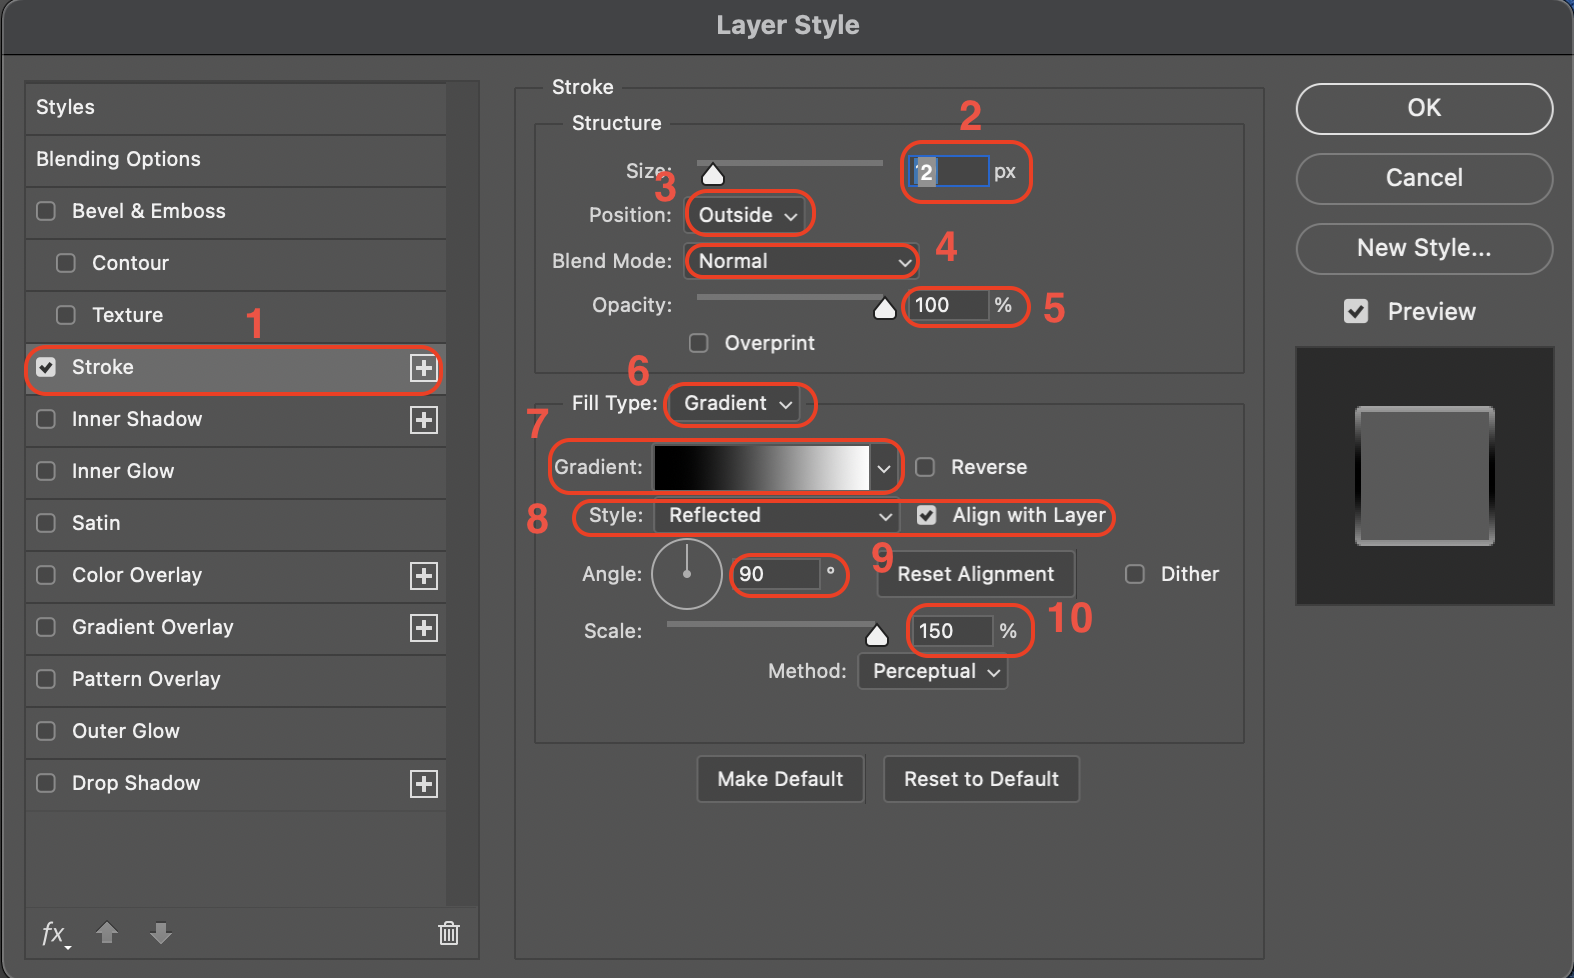 Layer Style
Styles
Blending Options
Bevel & Emboss
Contour
Texture
1
Stroke
Inner Shadow
Inner Glow
Satin
Color Overlay
Gradient Overlay
Pattern Overlay
Outer Glow
Drop Shadow
fx
Stroke
Structure
2
Size: px
3
Position: Outside
Blend Mode: Normal 4
Opacity: 100 % 5
Overprint
6
Fill Type: Gradient
7
Gradient: Reverse
8 Style: Reflected Align with Layer
Angle: 90 ° 9 Reset Alignment Dither
Scale: 150 % 10
Method: Perceptual
Make Default Reset to Default
OK
Cancel
New Style...
Preview